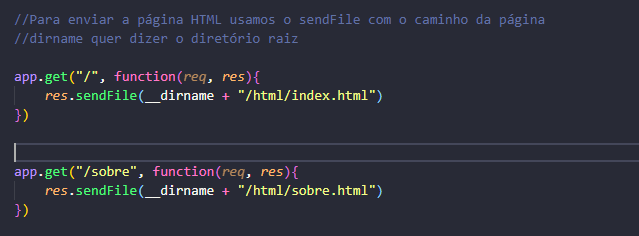 //Para enviar a página HTML usamos o sendFile com o caminho da página
//dirname quer dizer o diretório raiz
app.get("/", function(req, res){
res.sendFile(__dirname + "/html/index.html")
})
app.get("/sobre", function(req, res){
res.sendFile(__dirname + "/html/sobre.html")
})